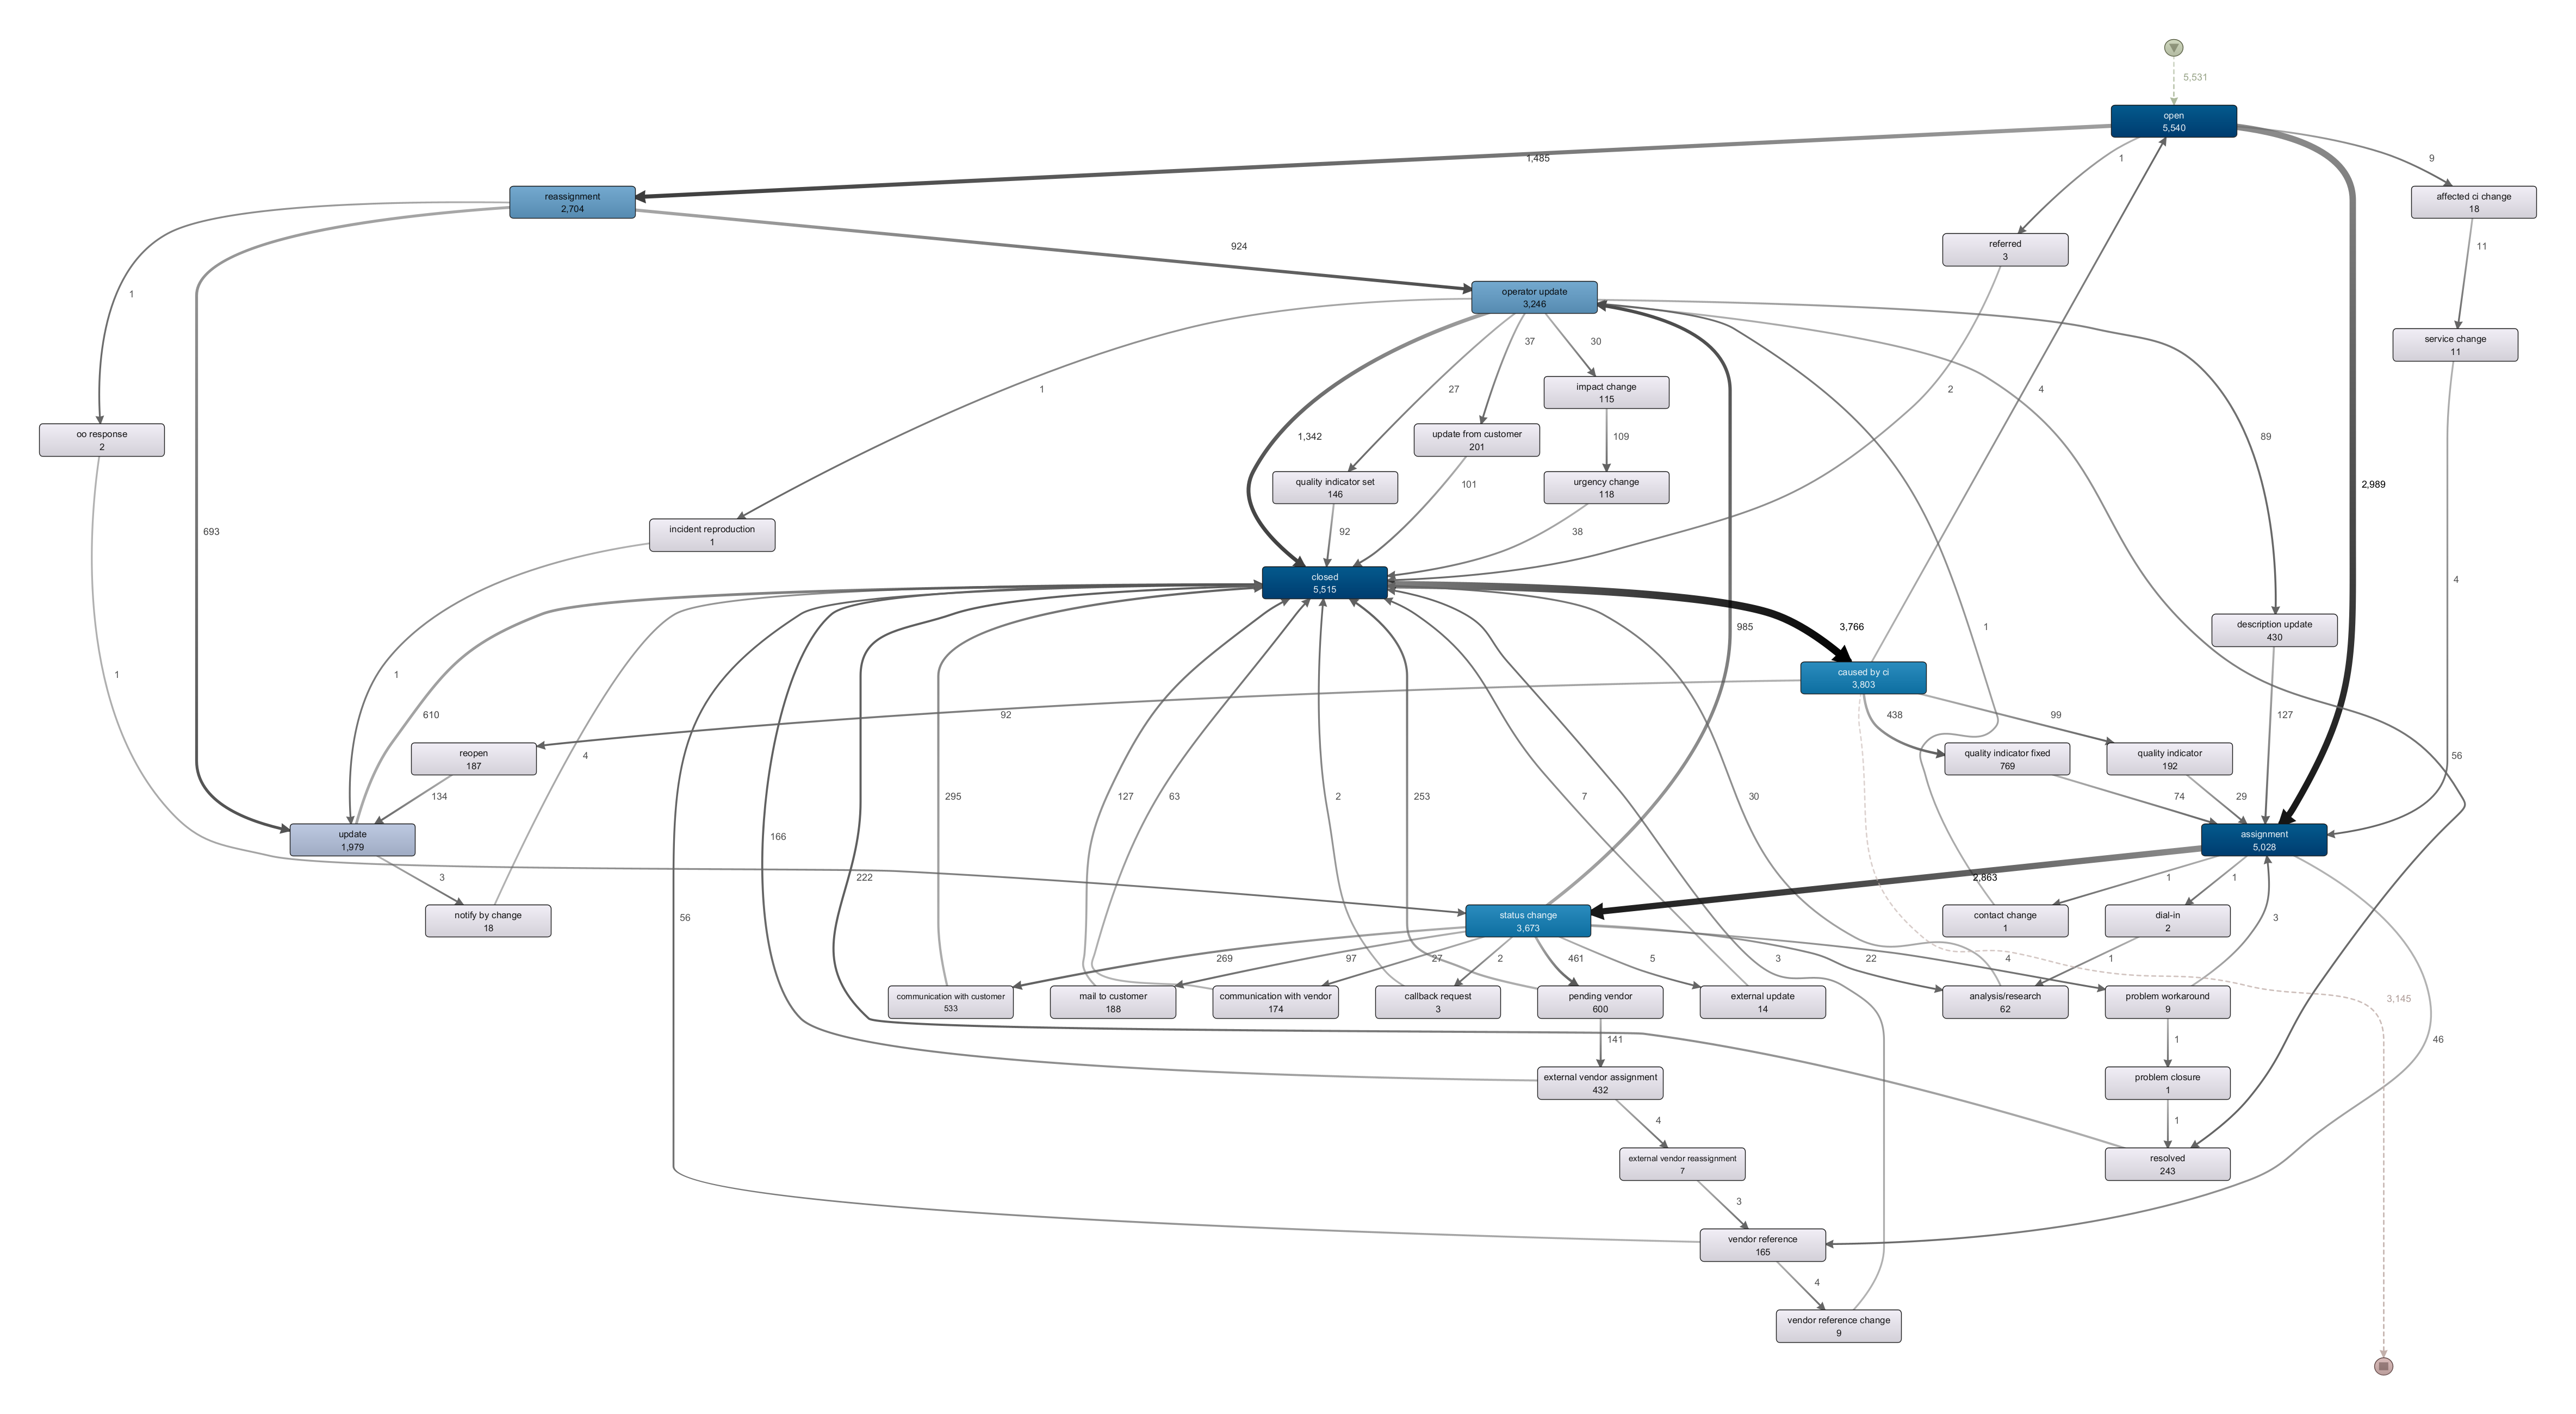 5,531
open
5,540
1,485
1
9
reassignment
2,704
affected ci change
18
924
referred
3
11
1
operator update
3,246
service change
11
37
30
1
27
impact change
115
2
4
89
oo response
2
1,342
update from customer
201
109
2,989
quality indicator set
146
101
urgency change
118
693
incident reproduction
1
92
38
closed
5,515
4
3,766
985
1
description update
430
1
1
caused by ci
3,803
610
92
438
99
127
reopen
187
4
quality indicator fixed
769
quality indicator
192
56
134
295
127
63
2
253
7
30
74
29
update
1,979
166
assignment
5,028
3
222
2,863
1
1
notify by change
18
56
status change
3,673
contact change
1
dial-in
2
3
269
97
27
2
461
5
3
22
4
1
communication with customer
533
mail to customer
188
communication with vendor
174
callback request
3
pending vendor
600
external update
14
analysis/research
62
problem workaround
9
3,145
141
1
46
external vendor assignment
432
problem closure
1
4
1
external vendor reassignment
7
resolved
243
3
vendor reference
165
4
vendor reference change
9